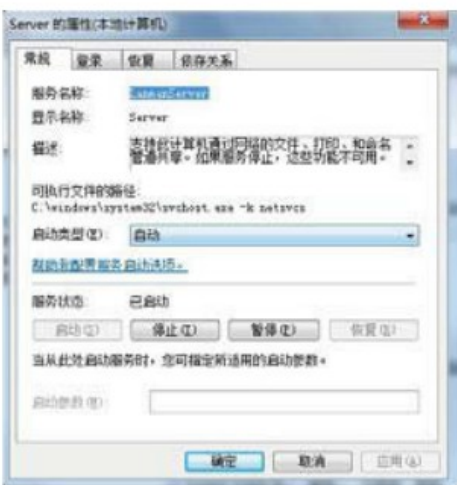 Server 的属性(本地计算机)
常规 登录 恢复 依存关系
服务名称: LanmanServer
显示名称: Server
描述: 支持此计算机通过网络的文件、打印、和命名
管道共享。如果服务停止，这些功能不可用。
可执行文件的路径:
C:\windows\system32\svchost.exe -k netsvcs
启动类型(E): 自动
帮助我配置服务启动选项。
服务状态: 已启动
启动(S) 停止(T) 暂停(P) 恢复(R)
当从此处启动服务时，您可指定所适用的启动参数。
启动参数(M):
确定 取消 应用(A)